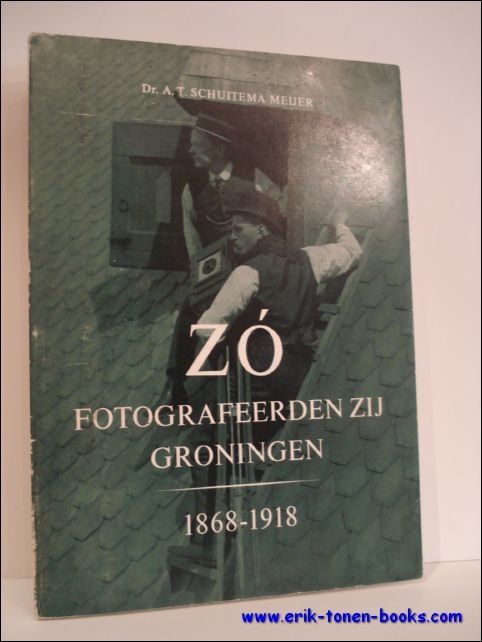 Dr. A. T. SCHUITEMA MEIJER
ZÓ
FOTOGRAFEERDEN ZIJ
GRONINGEN
1868-1918
www.erik-tonen-books.com